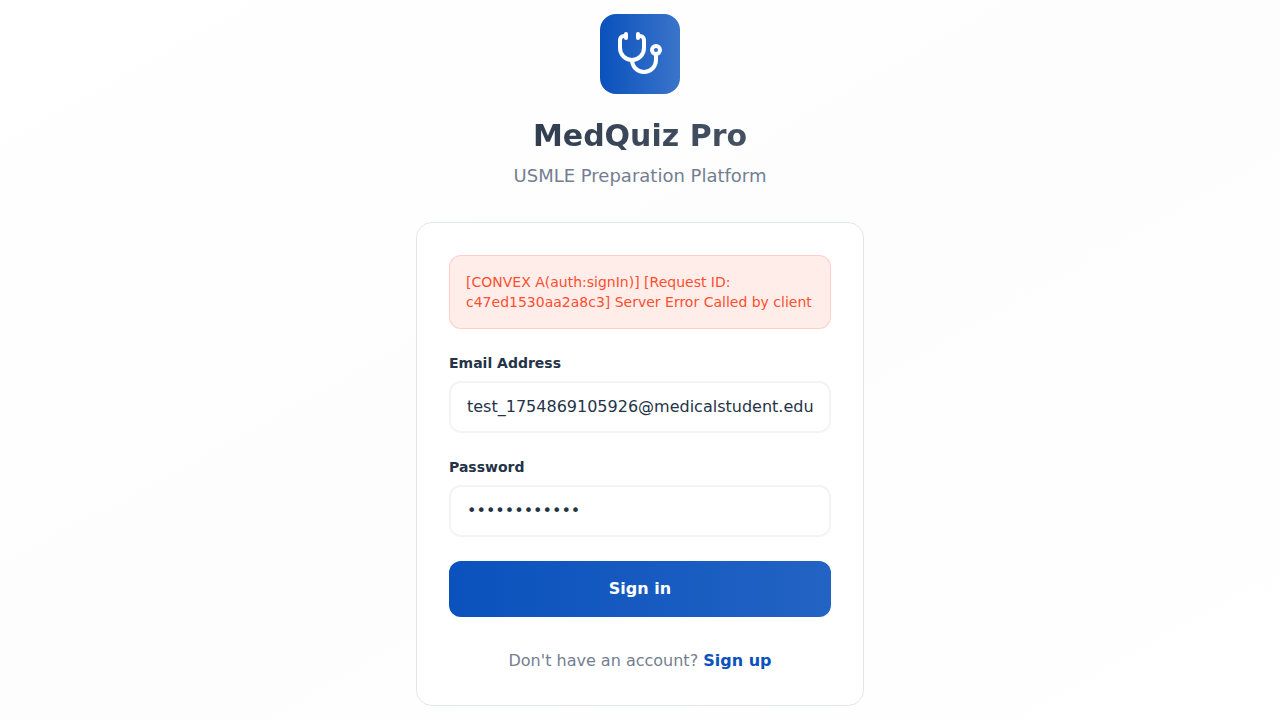 MedQuiz Pro
USMLE Preparation Platform
[CONVEX A(auth:signIn)] [Request ID:
c47ed1530aa2a8c3] Server Error Called by client
Email Address
test_1754869105926@medicalstudent.edu
Password
••••••••••••
Sign in
Don't have an account? Sign up